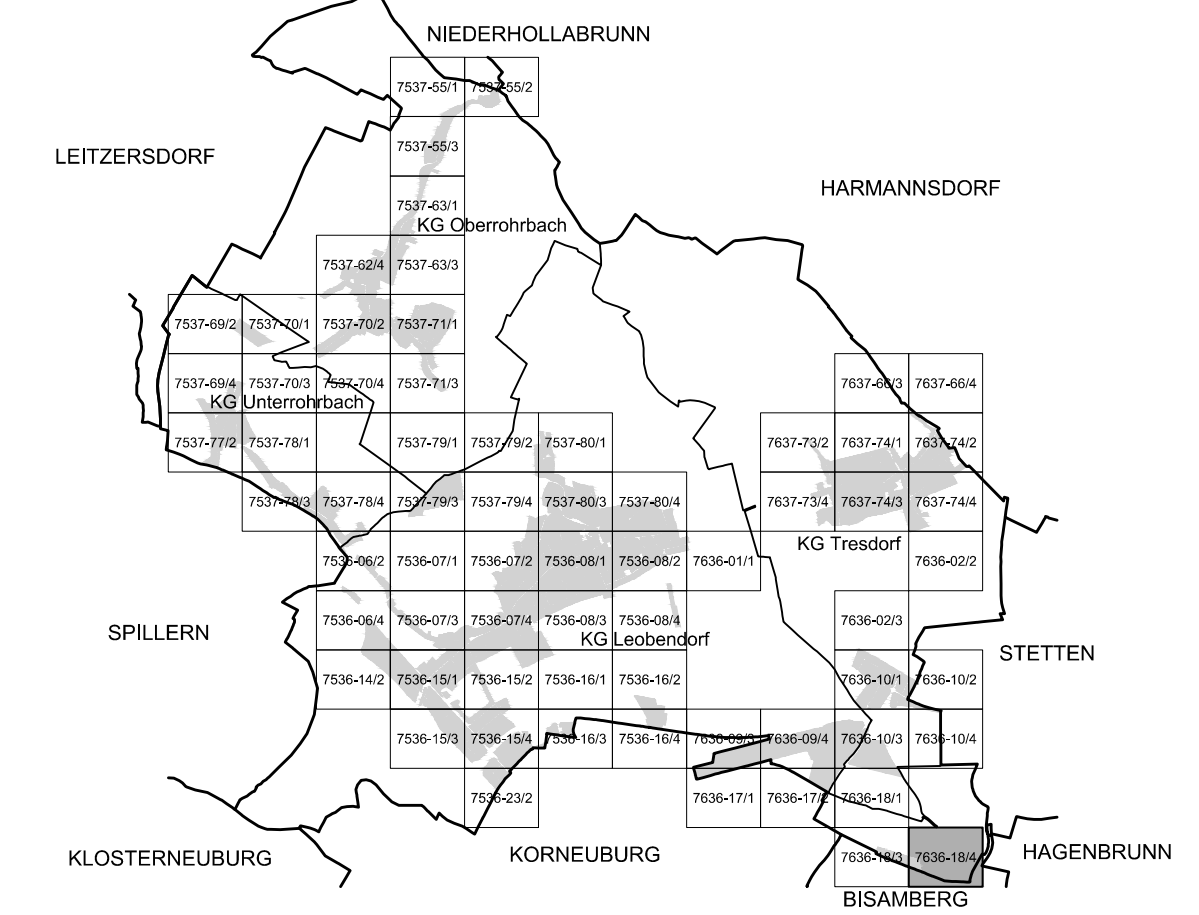 NIEDERHOLLABRUNN
7537-55/1 7537-55/2
7537-55/3
LEITZERSDORF
HARMANNSDORF
7537-63/1
KG Oberrohrbach
7537-62/4 7537-63/3
7537-69/2 7537-70/1 7537-70/2 7537-71/1
7537-69/4 7537-70/3 7537-70/4 7537-71/3 7637-66/3 7637-66/4
KG Unterrohrbach
7537-77/2 7537-78/1 7537-79/1 7537-79/2 7537-80/1 7637-73/2 7637-74/1 7637-74/2
7537-78/3 7537-78/4 7537-79/3 7537-79/4 7537-80/3 7537-80/4 7637-73/4 7637-74/3 7637-74/4
KG Tresdorf
7536-06/2 7536-07/1 7536-07/2 7536-08/1 7536-08/2 7636-01/1 7636-02/2
7536-06/4 7536-07/3 7536-07/4 7536-08/3 7536-08/4 7636-02/3
SPILLERN
KG Leobendorf
STETTEN
7536-14/2 7536-15/1 7536-15/2 7536-16/1 7536-16/2 7636-10/1 7636-10/2
7536-15/3 7536-15/4 7536-16/3 7536-16/4 7636-09/3 7636-09/4 7636-10/3 7636-10/4
7536-23/2 7636-17/1 7636-17/2 7636-18/1
KLOSTERNEUBURG
KORNEUBURG
7636-18/3 7636-18/4
HAGENBRUNN
BISAMBERG